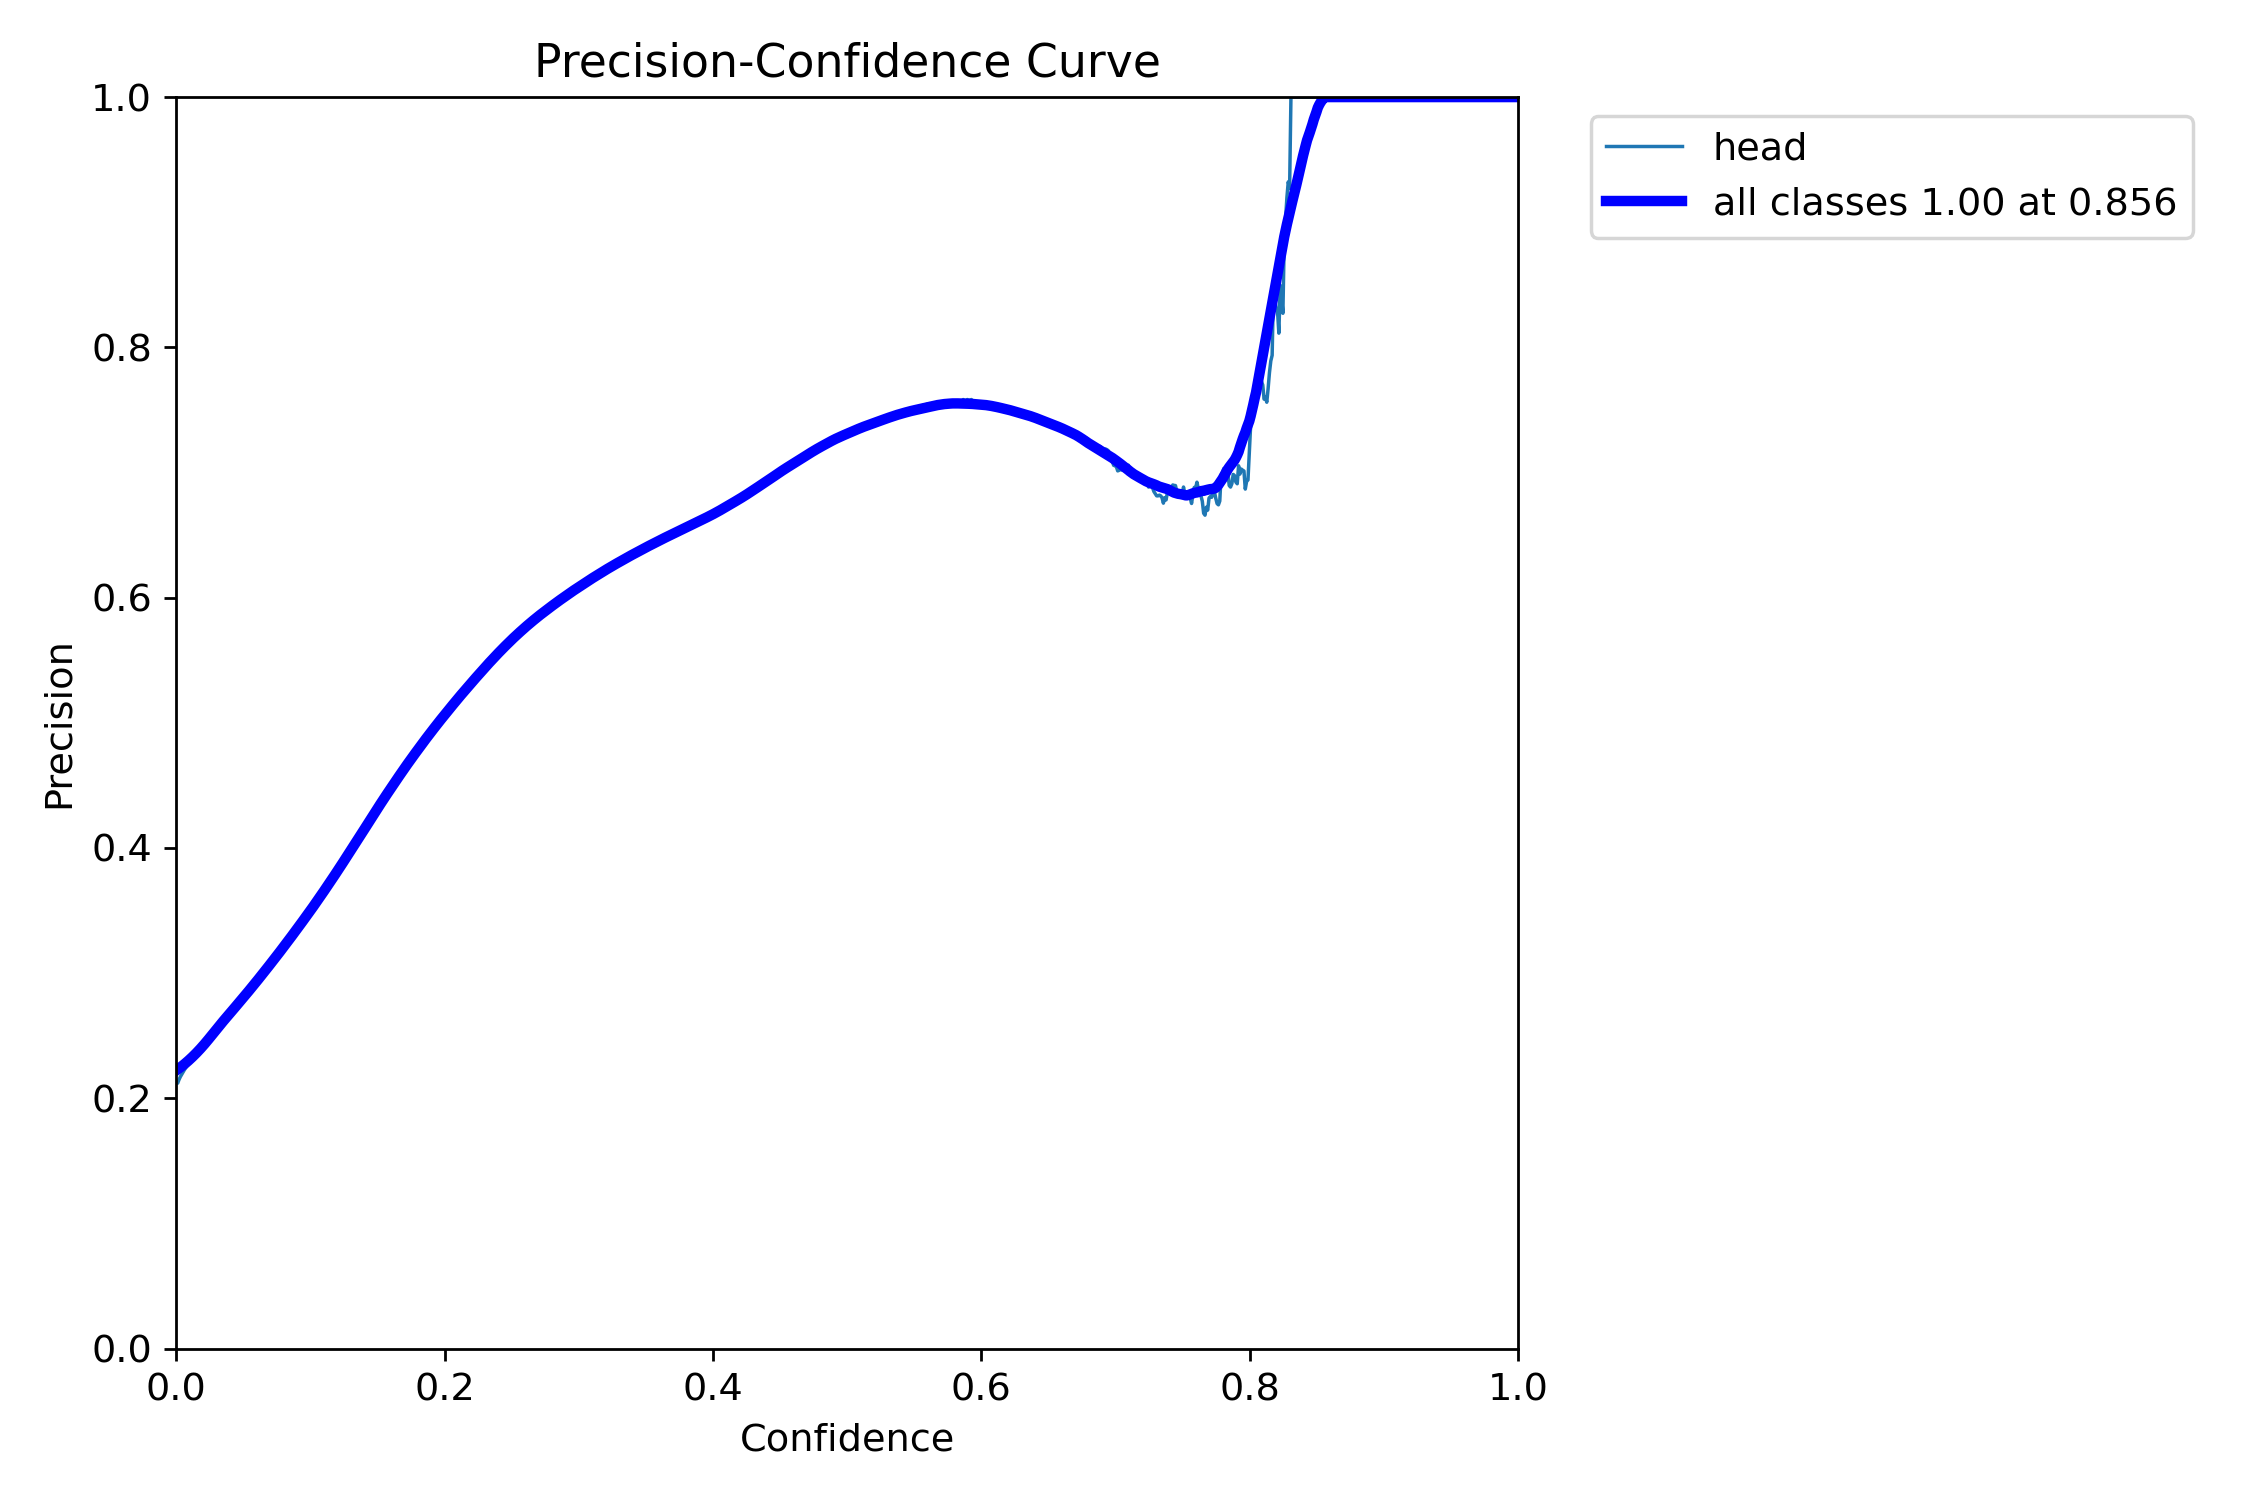 Precision-Confidence Curve
1.0
0.8
0.6
0.4
0.2
0.0
Precision
0.0 0.2 0.4 0.6 0.8 1.0
Confidence
head
all classes 1.00 at 0.856